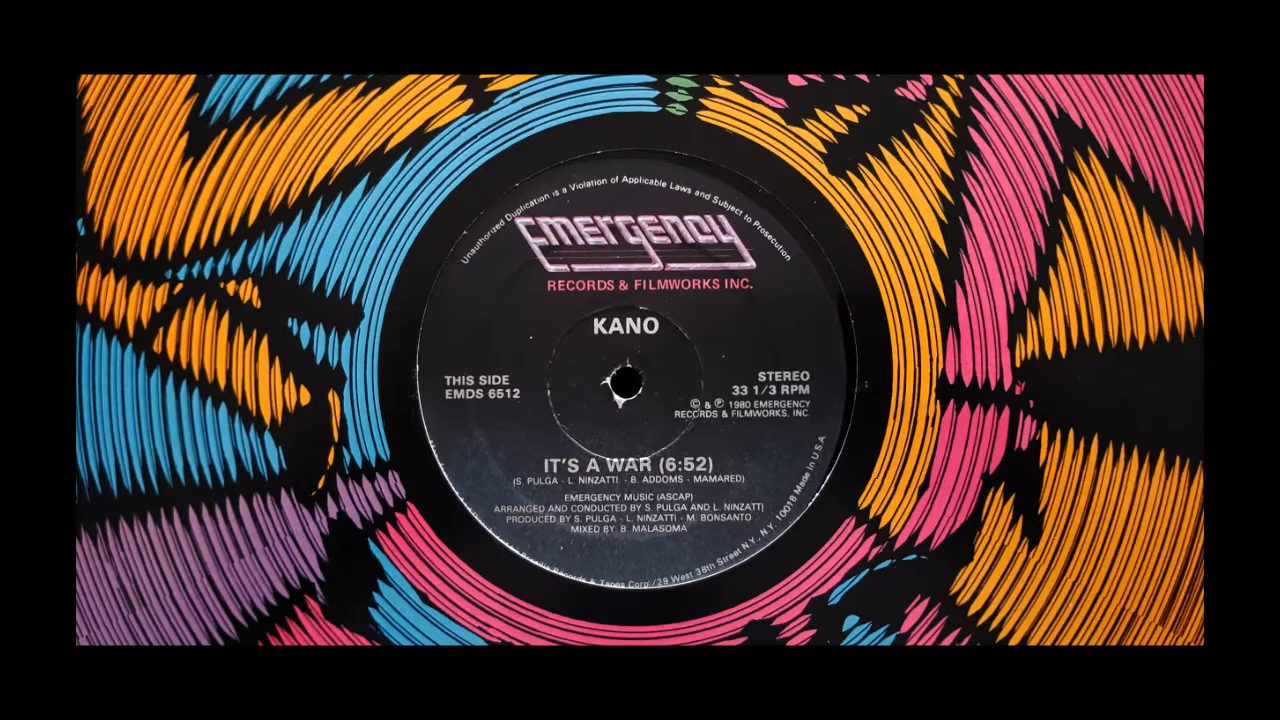 Unauthorized Duplication is a Violation of Applicable Laws and Subject to Prosecution
EMERGENCY
RECORDS & FILMWORKS INC.
KANO
THIS SIDE
EMDS 6512
STEREO
33 1/3 RPM
© & ℗ 1980 EMERGENCY
RECORDS & FILMWORKS, INC.
IT'S A WAR (6:52)
(S. PULGA - L. NINZATTI - B. ADDOMS - MAMARED)
EMERGENCY MUSIC (ASCAP)
ARRANGED AND CONDUCTED BY S. PULGA AND L. NINZATTI
PRODUCED BY S. PULGA - L. NINZATTI - M. BONSANTO
MIXED BY: B. MALASOMA
Records & Tapes Corp./29 West 38th Street N.Y., N.Y. 10018 Made in U.S.A